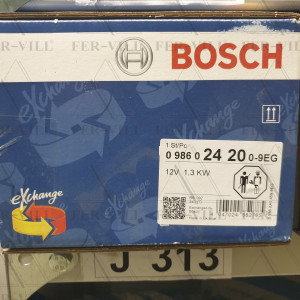 FER-VILL
BOSCH
eXchange
eXchange
1 St/Pc.
0 986 0 24 20 0-9EG
12V 1.3 KW
J 313